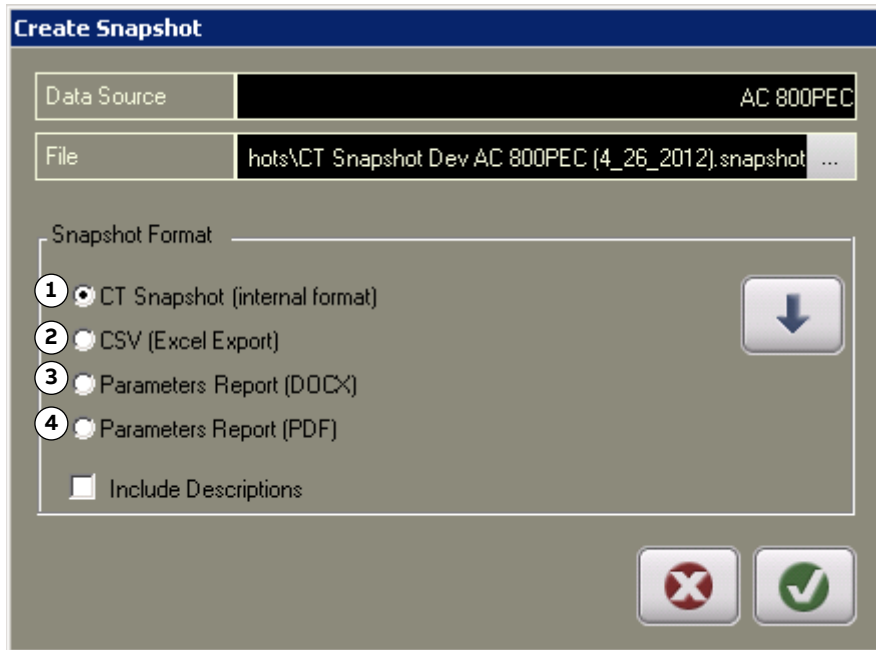 Create Snapshot
Data Source AC 800PEC
File hots\CT Snapshot Dev AC 800PEC (4_26_2012).snapshot ...
Snapshot Format
1 CT Snapshot (internal format)
2 CSV (Excel Export)
3 Parameters Report (DOCX)
4 Parameters Report (PDF)
Include Descriptions